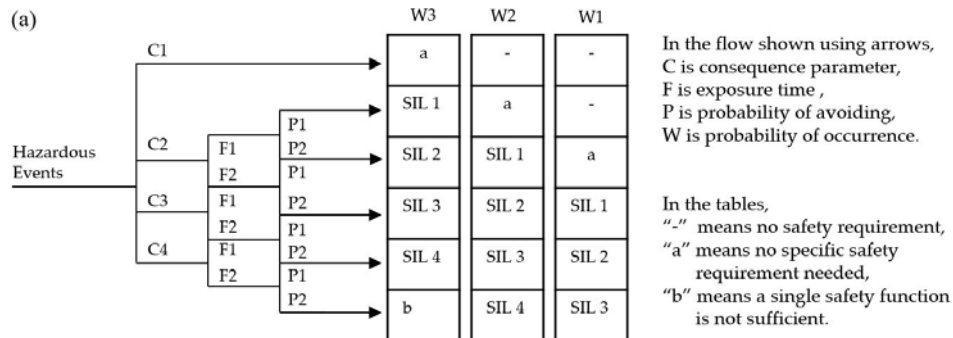 (a)
W3 W2 W1
C1
a - -
In the flow shown using arrows,
C is consequence parameter,
F is exposure time ,
P is probability of avoiding,
W is probability of occurrence.
SIL 1 a -
P1
C2 F1 P2
SIL 2 SIL 1 a
Hazardous
Events
F2 P1
C3 F1 P2
SIL 3 SIL 2 SIL 1
In the tables,
"-" means no safety requirement,
"a" means no specific safety
requirement needed,
"b" means a single safety function
is not sufficient.
F2 P1
C4 F1 P2
SIL 4 SIL 3 SIL 2
F2 P1
P2
b SIL 4 SIL 3